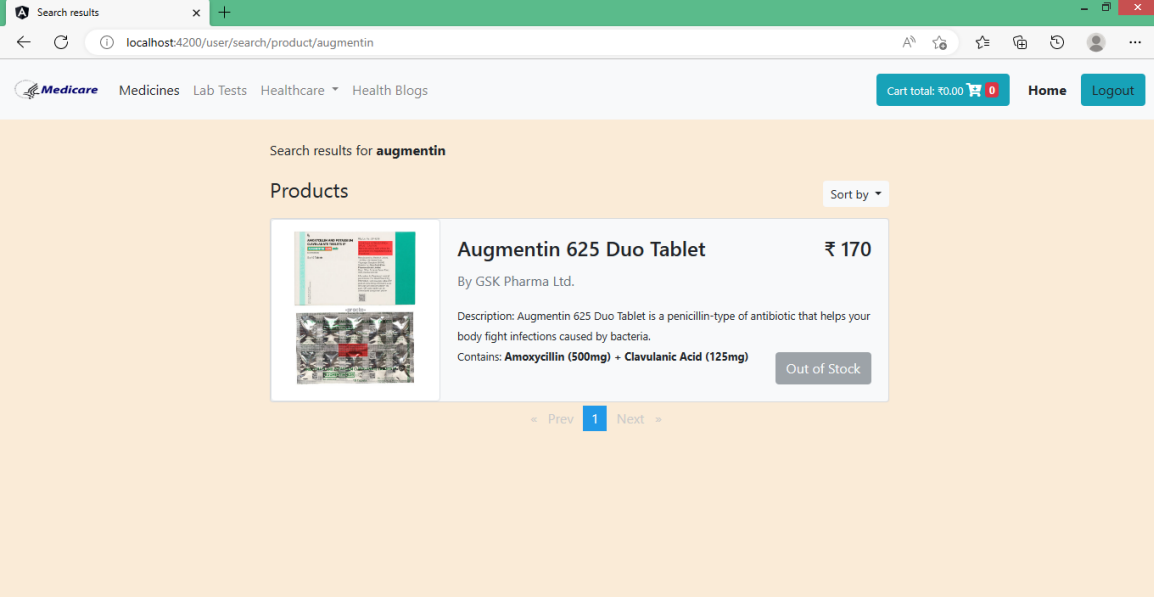 Search results
localhost:4200/user/search/product/augmentin
Medicare Medicines Lab Tests Healthcare Health Blogs Cart total: ₹0.00 0 Home Logout
Search results for augmentin
Products
Sort by
Augmentin 625 Duo Tablet ₹ 170
By GSK Pharma Ltd.
Description: Augmentin 625 Duo Tablet is a penicillin-type of antibiotic that helps your
body fight infections caused by bacteria.
Contains: Amoxycillin (500mg) + Clavulanic Acid (125mg)
Out of Stock
« Prev 1 Next »